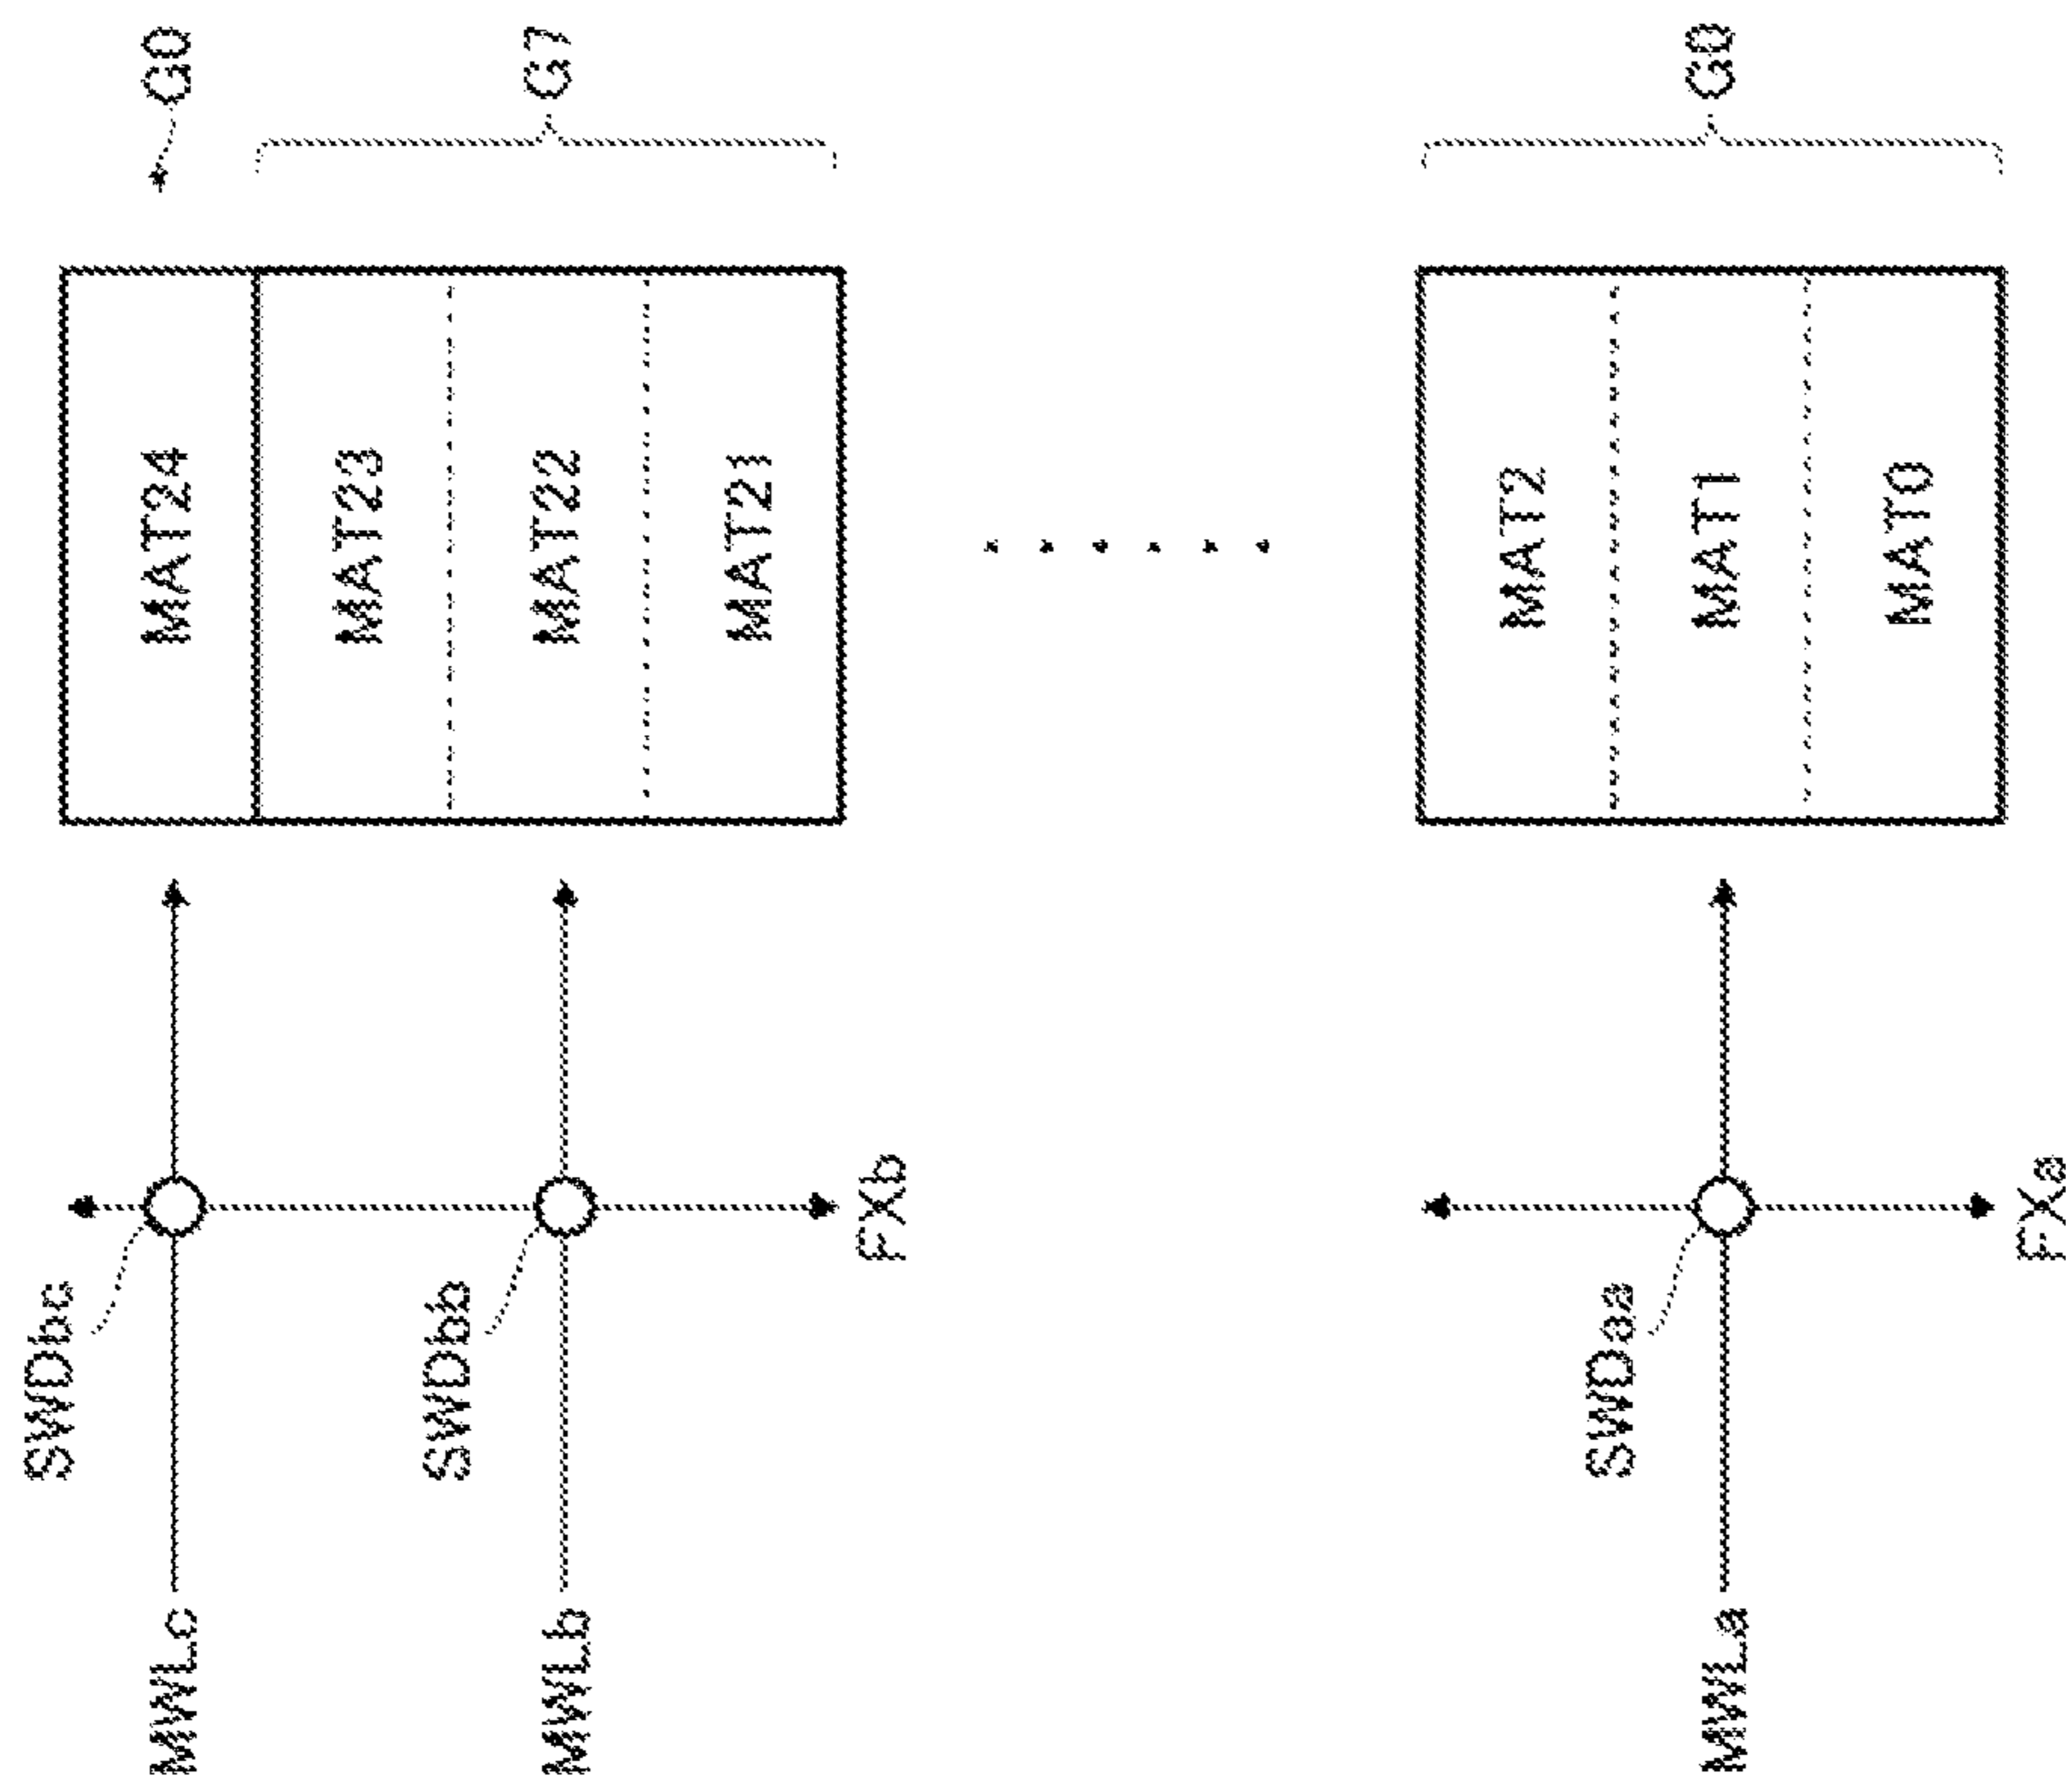 SWDbc
MWLc
MAT24
G0
MAT23
SWDbb
MWLb
MAT22
G7
MAT21
FXb
MAT2
SWDaa
MWLa
MAT1
G0
MAT0
FXa